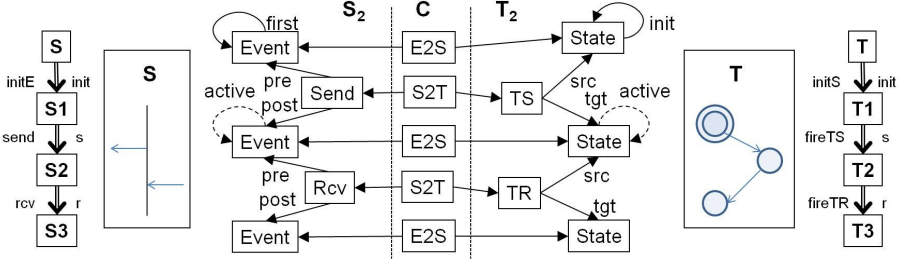 S₂ C T₂
first
init
Event E2S State
S
initE init
S1
send s
S2
rcv r
S3
S
pre
post
Send S2T TS
src
tgt
active
active
Event E2S State
pre
post
Rcv S2T TR
src
tgt
Event E2S State
T
T
initS init
T1
fireTS s
T2
fireTR r
T3